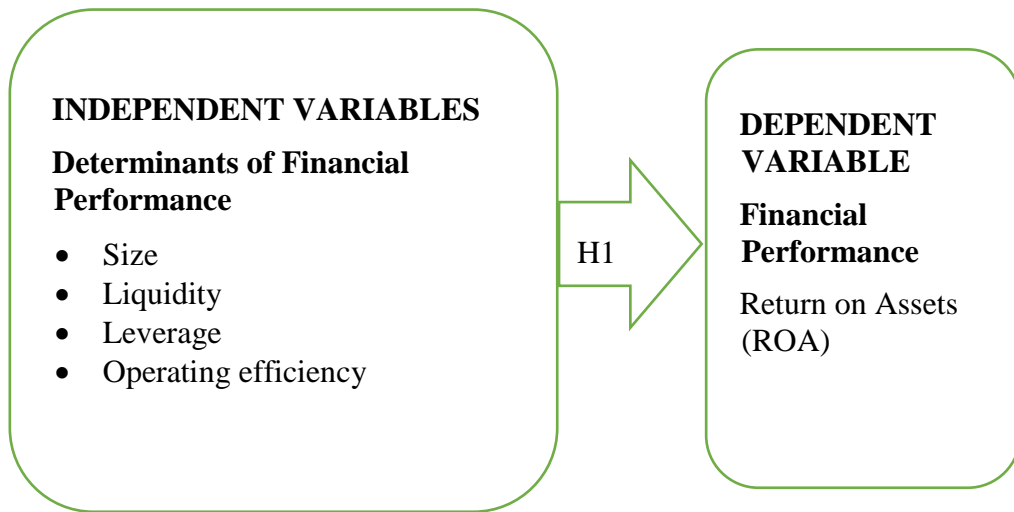 INDEPENDENT VARIABLES
Determinants of Financial
Performance
• Size
• Liquidity
• Leverage
• Operating efficiency
H1
DEPENDENT
VARIABLE
Financial
Performance
Return on Assets
(ROA)